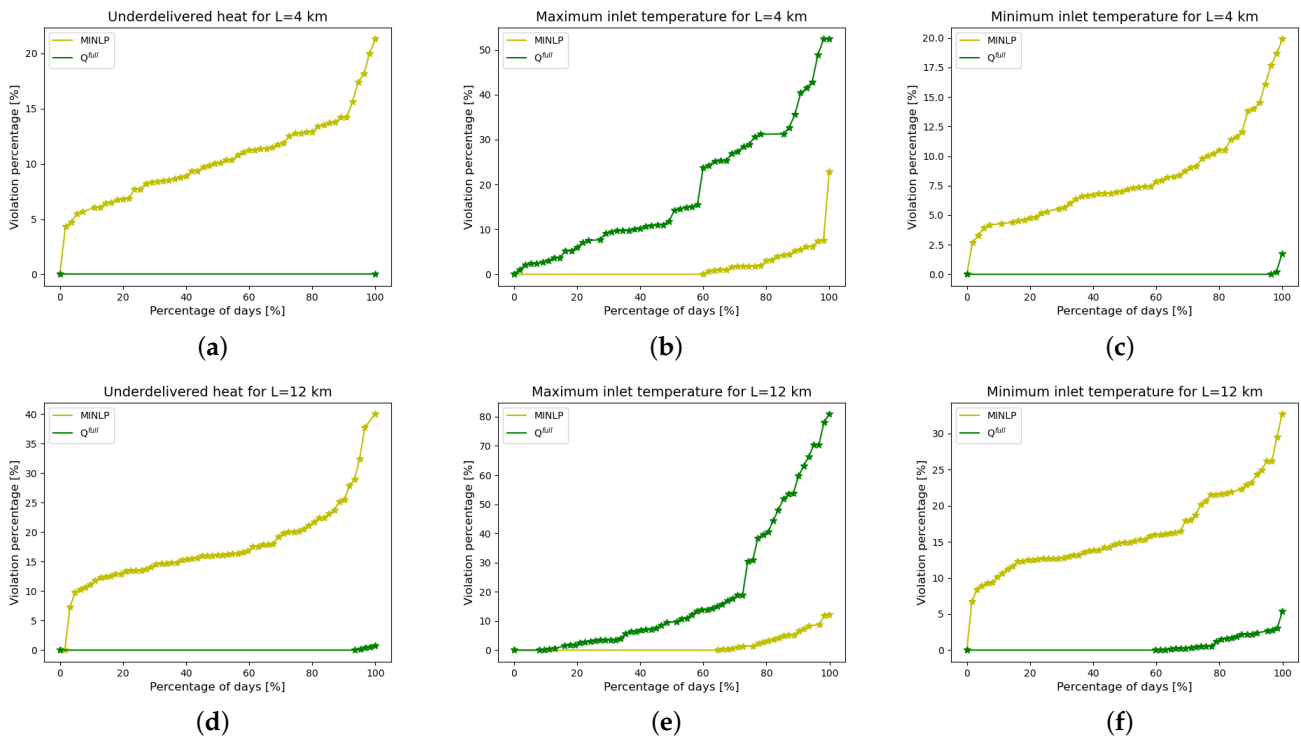 Underdelivered heat for L=4 km
MINLP
Q^full
Violation percentage [%]
20
15
10
5
0
0 20 40 60 80 100
Percentage of days [%]
(a)
Maximum inlet temperature for L=4 km
MINLP
Q^full
Violation percentage [%]
50
40
30
20
10
0
0 20 40 60 80 100
Percentage of days [%]
(b)
Minimum inlet temperature for L=4 km
MINLP
Q^full
Violation percentage [%]
20.0
17.5
15.0
12.5
10.0
7.5
5.0
2.5
0.0
0 20 40 60 80 100
Percentage of days [%]
(c)
Underdelivered heat for L=12 km
MINLP
Q^full
Violation percentage [%]
40
35
30
25
20
15
10
5
0
0 20 40 60 80 100
Percentage of days [%]
(d)
Maximum inlet temperature for L=12 km
MINLP
Q^full
Violation percentage [%]
80
70
60
50
40
30
20
10
0
0 20 40 60 80 100
Percentage of days [%]
(e)
Minimum inlet temperature for L=12 km
MINLP
Q^full
Violation percentage [%]
30
25
20
15
10
5
0
0 20 40 60 80 100
Percentage of days [%]
(f)